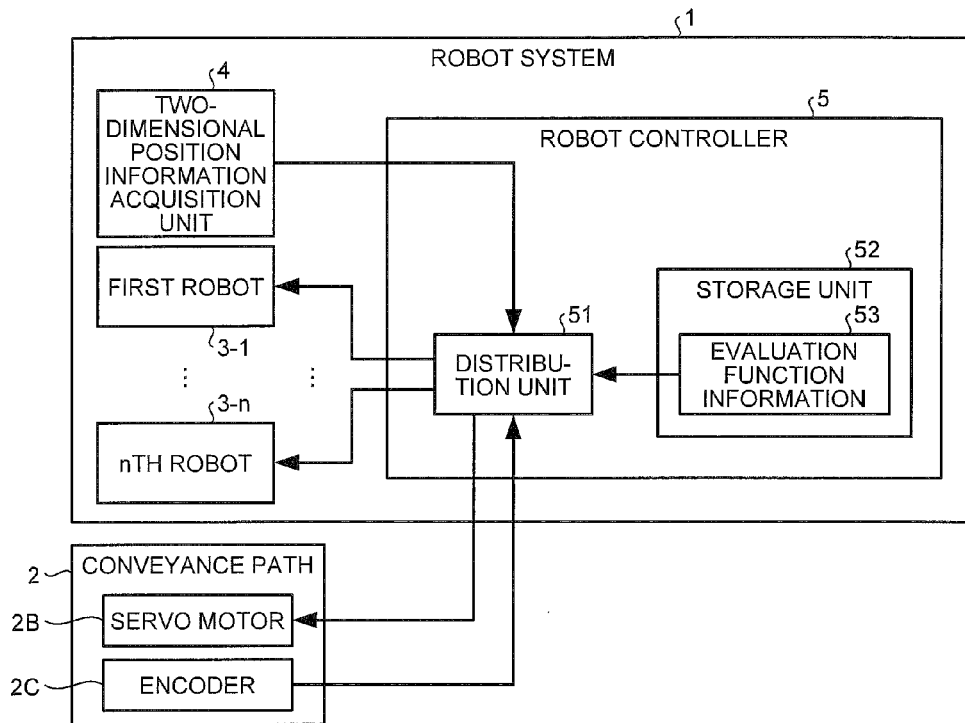 1
ROBOT SYSTEM
4
TWO-
DIMENSIONAL
POSITION
INFORMATION
ACQUISITION
UNIT
5
ROBOT CONTROLLER
FIRST ROBOT
3-1
52
STORAGE UNIT
53
EVALUATION
FUNCTION
INFORMATION
51
DISTRIBU-
TION UNIT
3-n
nTH ROBOT
2
CONVEYANCE PATH
2B
SERVO MOTOR
2C
ENCODER